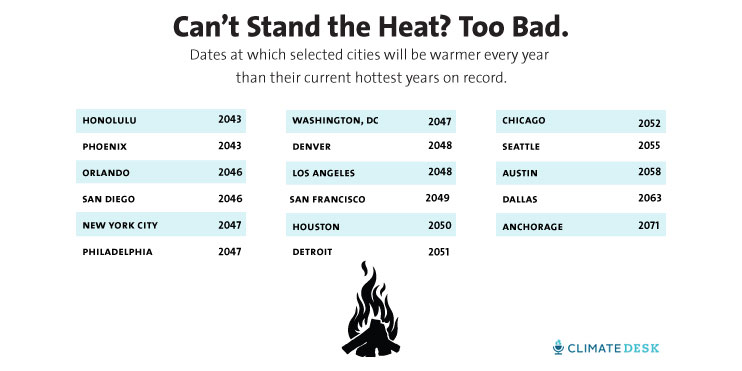 Can't Stand the Heat? Too Bad.
Dates at which selected cities will be warmer every year
than their current hottest years on record.
HONOLULU 2043
PHOENIX 2043
ORLANDO 2046
SAN DIEGO 2046
NEW YORK CITY 2047
PHILADELPHIA 2047
WASHINGTON, DC 2047
DENVER 2048
LOS ANGELES 2048
SAN FRANCISCO 2049
HOUSTON 2050
DETROIT 2051
CHICAGO 2052
SEATTLE 2055
AUSTIN 2058
DALLAS 2063
ANCHORAGE 2071
CLIMATE DESK